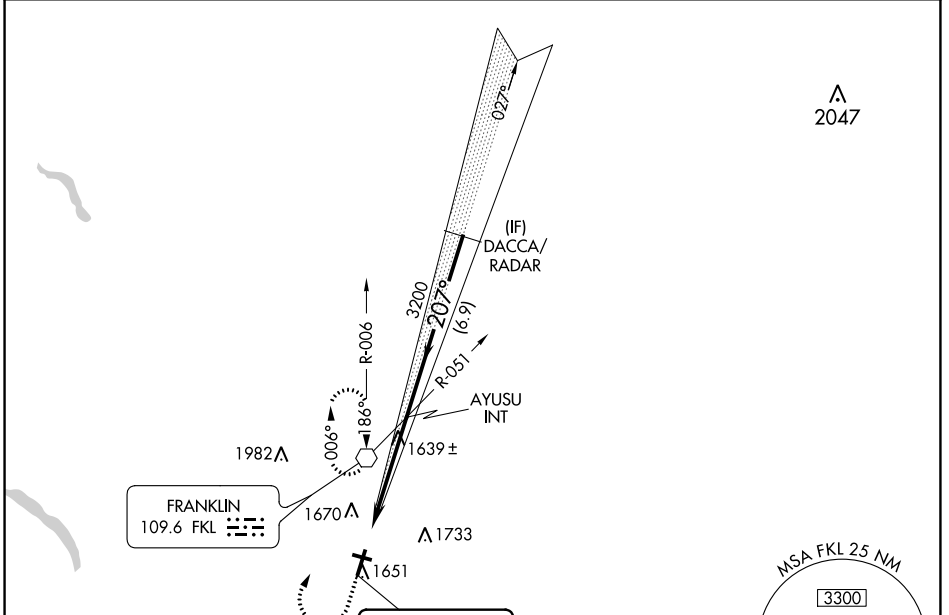 027°
2047
(IF)
DACCA/
RADAR
3200
207°
(6.9)
R-006
R-051
AYUSU
INT
006°
186°
1982
1639 ±
FRANKLIN
109.6 FKL
1670
1733
1651
MSA FKL 25 NM
3300